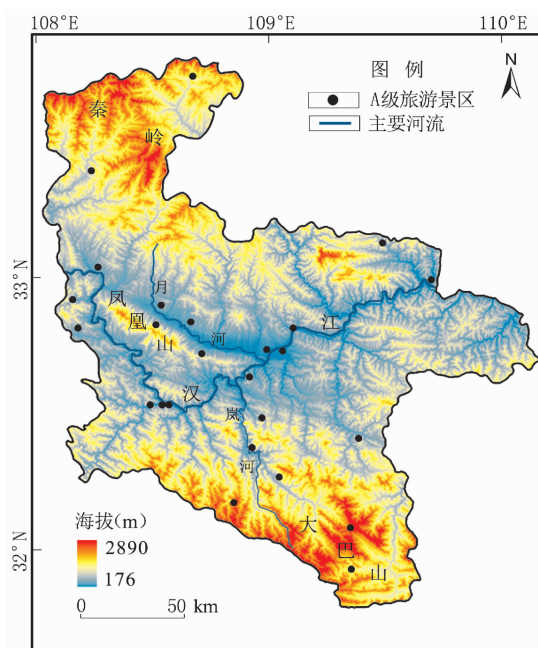 108°E 109°E 110°E
N
图 例
A级旅游景区
主要河流
秦
岭
33°N
凤
凰
山
月
河
江
汉
岚
河
大
巴
山
海拔(m)
2890
176
32°N
0 50 km